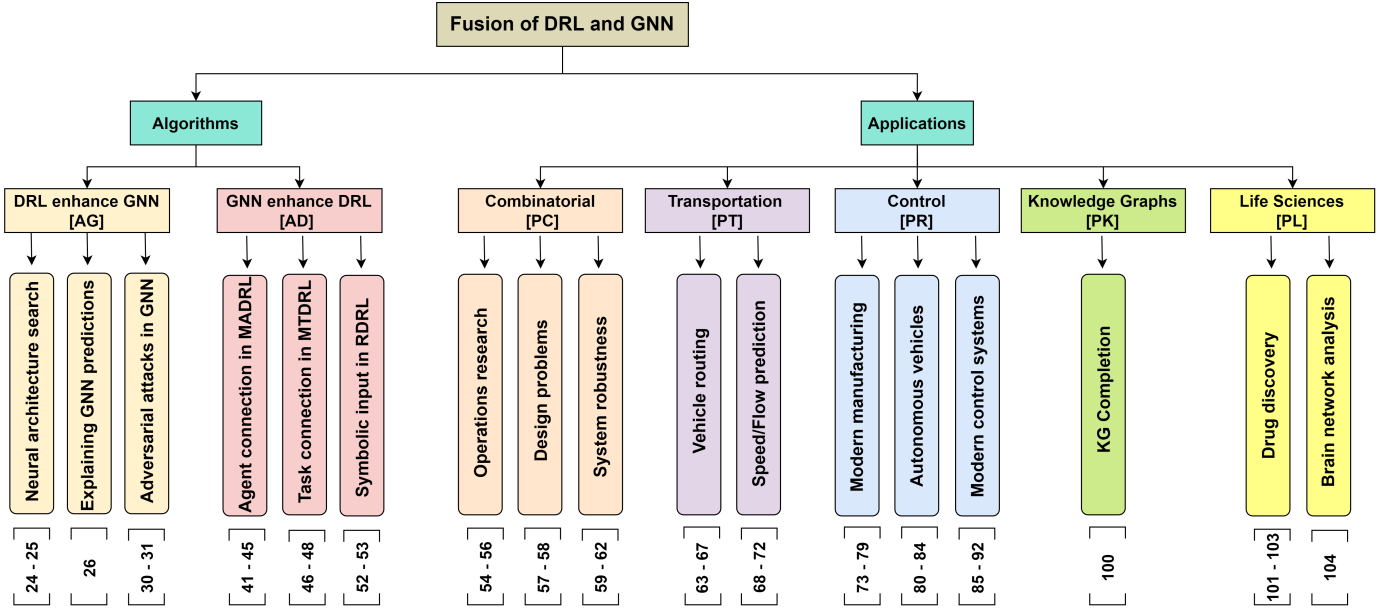 Fusion of DRL and GNN
Algorithms
Applications
DRL enhance GNN
[AG]
GNN enhance DRL
[AD]
Combinatorial
[PC]
Transportation
[PT]
Control
[PR]
Knowledge Graphs
[PK]
Life Sciences
[PL]
Neural architecture search
Explaining GNN predictions
Adversarial attacks in GNN
Agent connection in MADRL
Task connection in MTDRL
Symbolic input in RDRL
Operations research
Design problems
System robustness
Vehicle routing
Speed/Flow prediction
Modern manufacturing
Autonomous vehicles
Modern control systems
KG Completion
Drug discovery
Brain network analysis
24 - 25
26
30 - 31
41 - 45
46 - 48
52 - 53
54 - 56
57 - 58
59 - 62
63 - 67
68 - 72
73 - 79
80 - 84
85 - 92
100
101 - 103
104